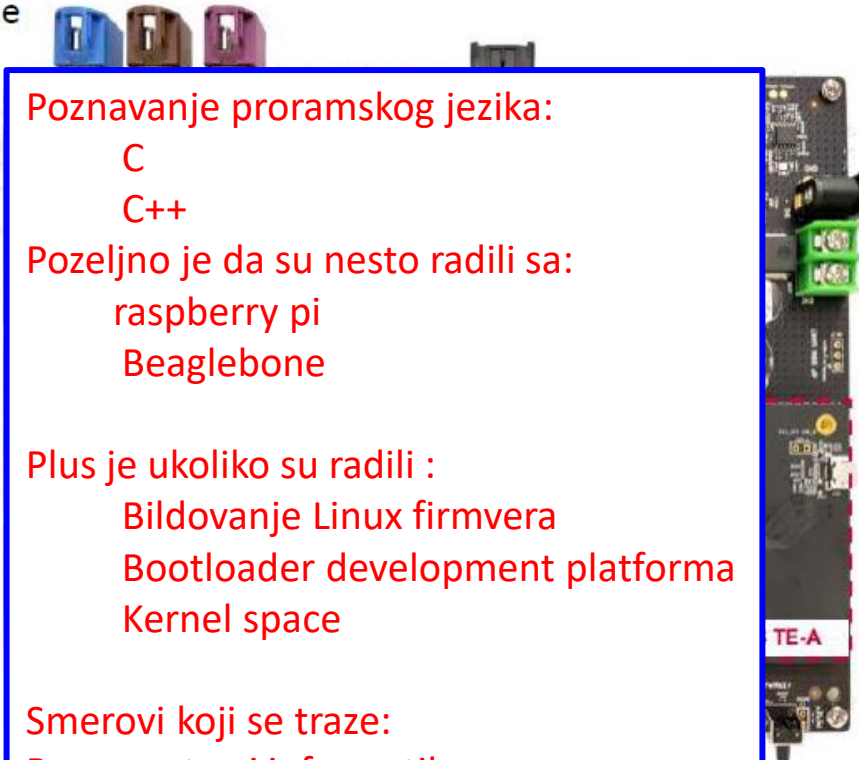 e
Poznavanje proramskog jezika:
C
C++
Pozeljno je da su nesto radili sa:
raspberry pi
Beaglebone
Plus je ukoliko su radili :
Bildovanje Linux firmvera
Bootloader development platforma
Kernel space
TE-A
Smerovi koji se traze: